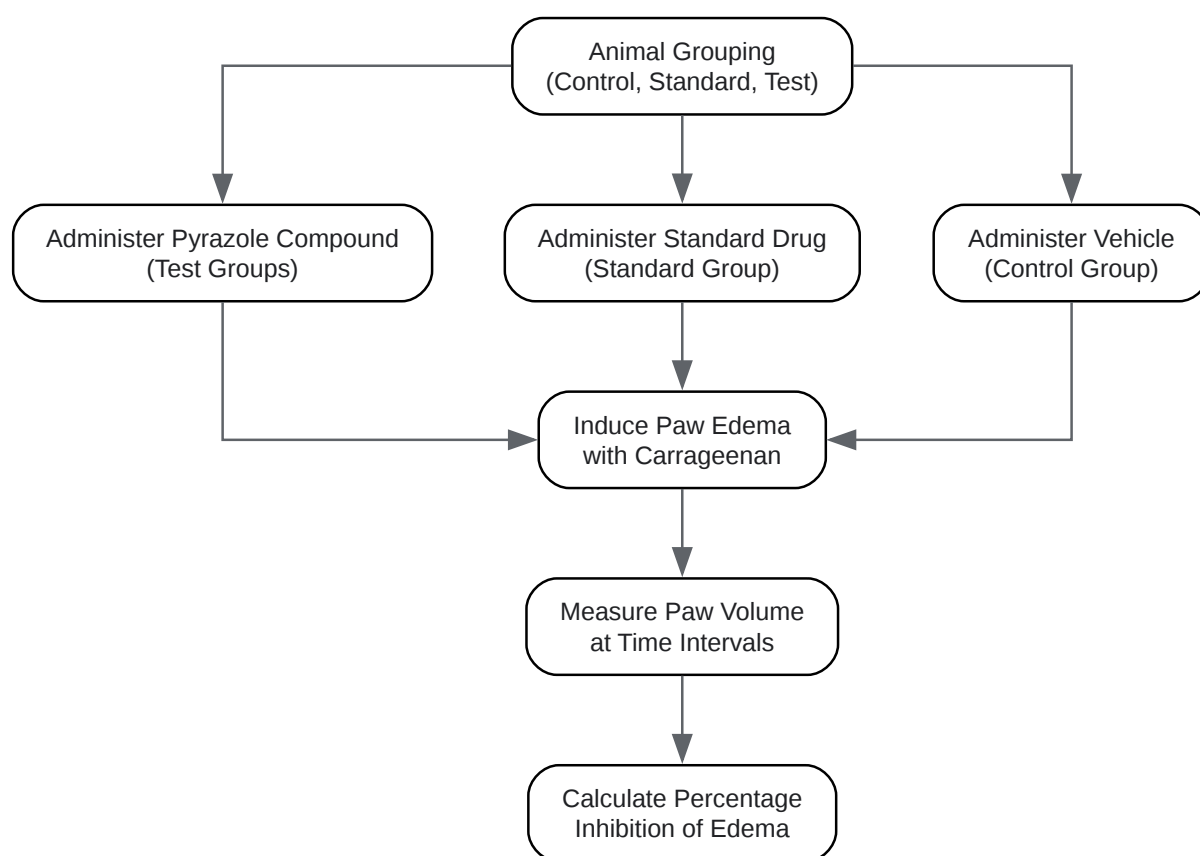 Animal Grouping
(Control, Standard, Test)
Administer Pyrazole Compound
(Test Groups)
Administer Standard Drug
(Standard Group)
Administer Vehicle
(Control Group)
Induce Paw Edema
with Carrageenan
Measure Paw Volume
at Time Intervals
Calculate Percentage
Inhibition of Edema